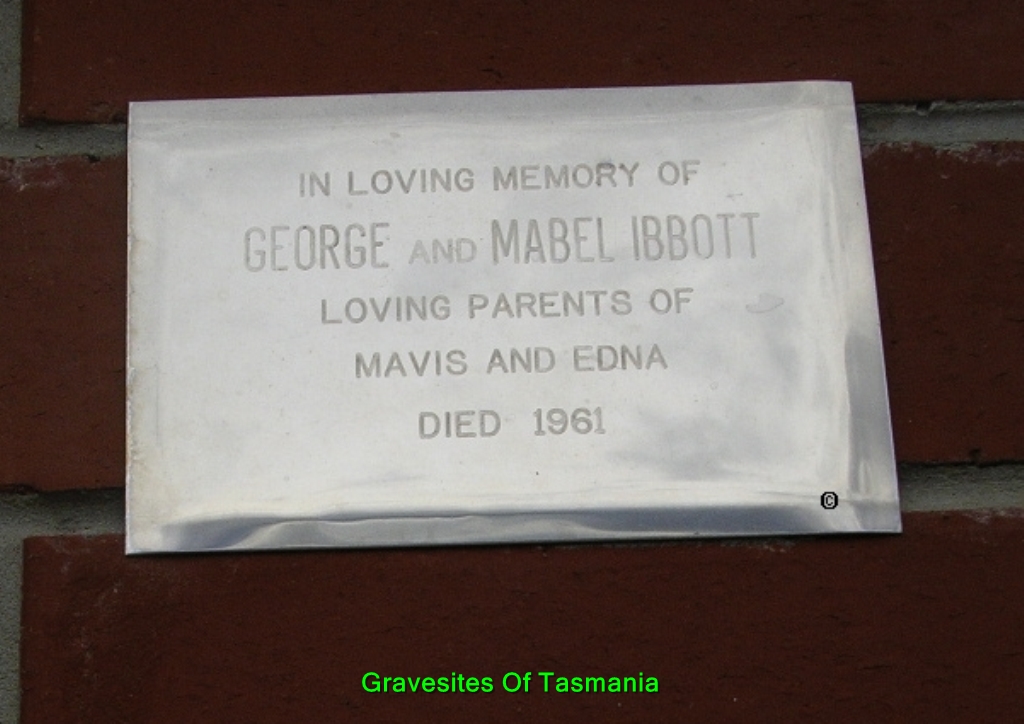 IN LOVING MEMORY OF
GEORGE AND MABEL IBBOTT
LOVING PARENTS OF
MAVIS AND EDNA
DIED 1961
©
Gravesites Of Tasmania